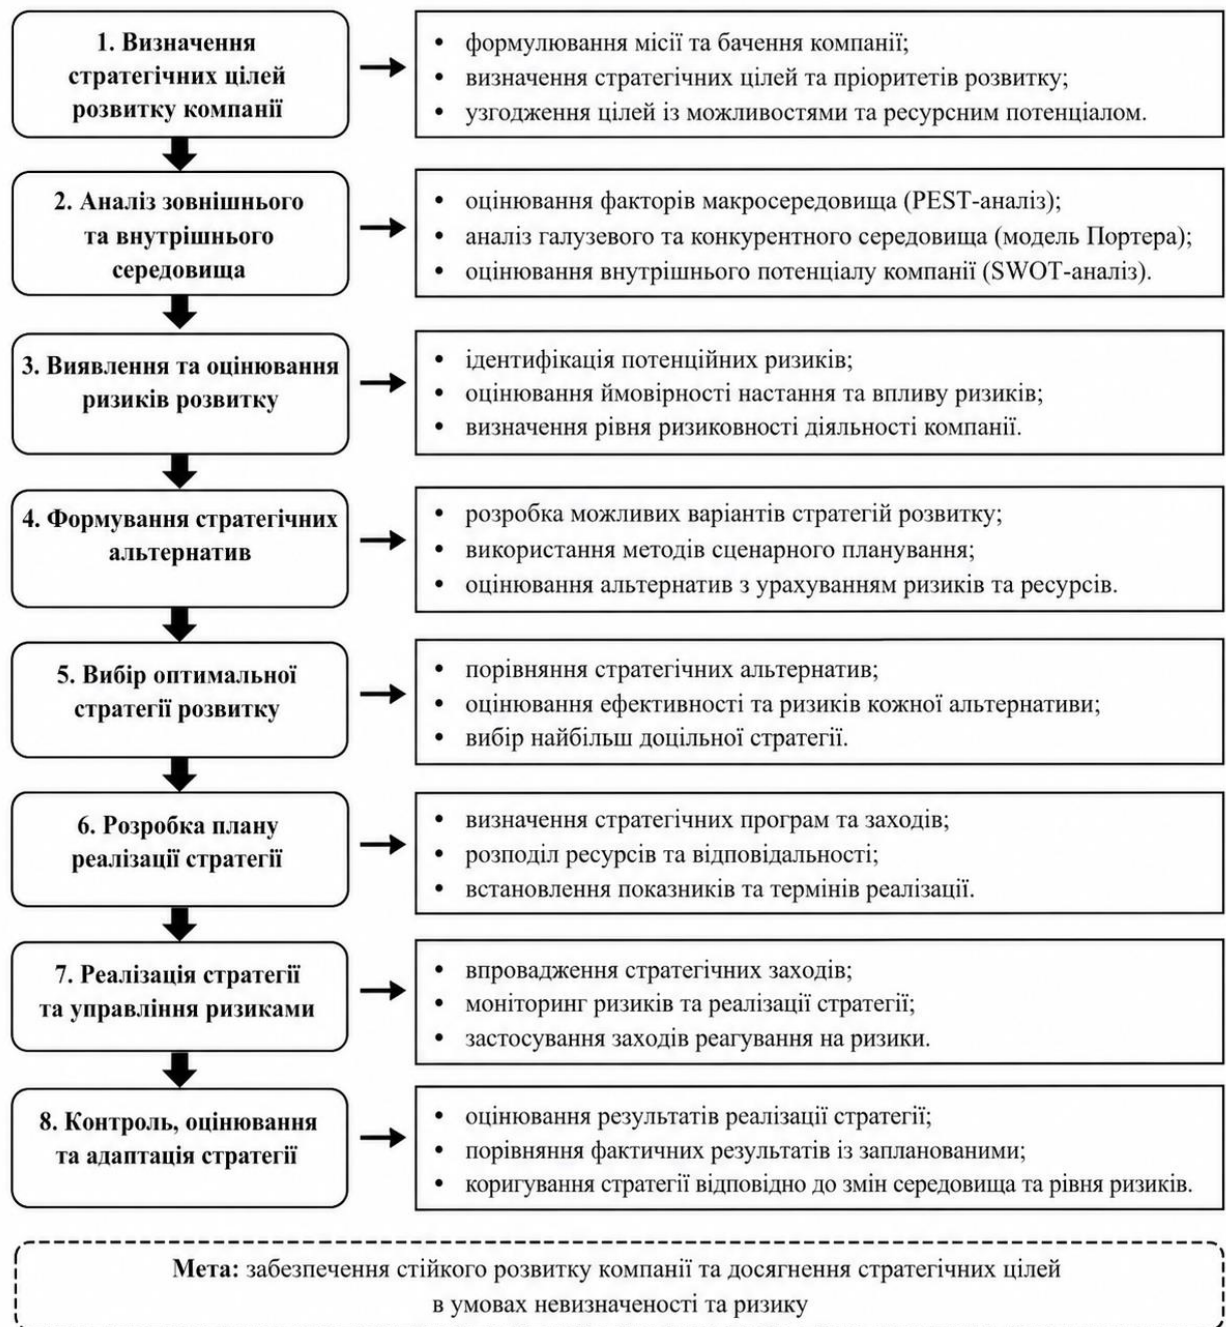 1. Визначення
стратегічних цілей
розвитку компанії
• формулювання місії та бачення компанії;
• визначення стратегічних цілей та пріоритетів розвитку;
• узгодження цілей із можливостями та ресурсним потенціалом.
2. Аналіз зовнішнього
та внутрішнього
середовища
• оцінювання факторів макросередовища (PEST-аналіз);
• аналіз галузевого та конкурентного середовища (модель Портера);
• оцінювання внутрішнього потенціалу компанії (SWOT-аналіз).
3. Виявлення та оцінювання
ризиків розвитку
• ідентифікація потенційних ризиків;
• оцінювання ймовірності настання та впливу ризиків;
• визначення рівня ризиковності діяльності компанії.
4. Формування стратегічних
альтернатив
• розробка можливих варіантів стратегій розвитку;
• використання методів сценарного планування;
• оцінювання альтернатив з урахуванням ризиків та ресурсів.
5. Вибір оптимальної
стратегії розвитку
• порівняння стратегічних альтернатив;
• оцінювання ефективності та ризиків кожної альтернативи;
• вибір найбільш доцільної стратегії.
6. Розробка плану
реалізації стратегії
• визначення стратегічних програм та заходів;
• розподіл ресурсів та відповідальності;
• встановлення показників та термінів реалізації.
7. Реалізація стратегії
та управління ризиками
• впровадження стратегічних заходів;
• моніторинг ризиків та реалізації стратегії;
• застосування заходів реагування на ризики.
8. Контроль, оцінювання
та адаптація стратегії
• оцінювання результатів реалізації стратегії;
• порівняння фактичних результатів із запланованими;
• коригування стратегії відповідно до змін середовища та рівня ризиків.
Мета: забезпечення стійкого розвитку компанії та досягнення стратегічних цілей
в умовах невизначеності та ризику